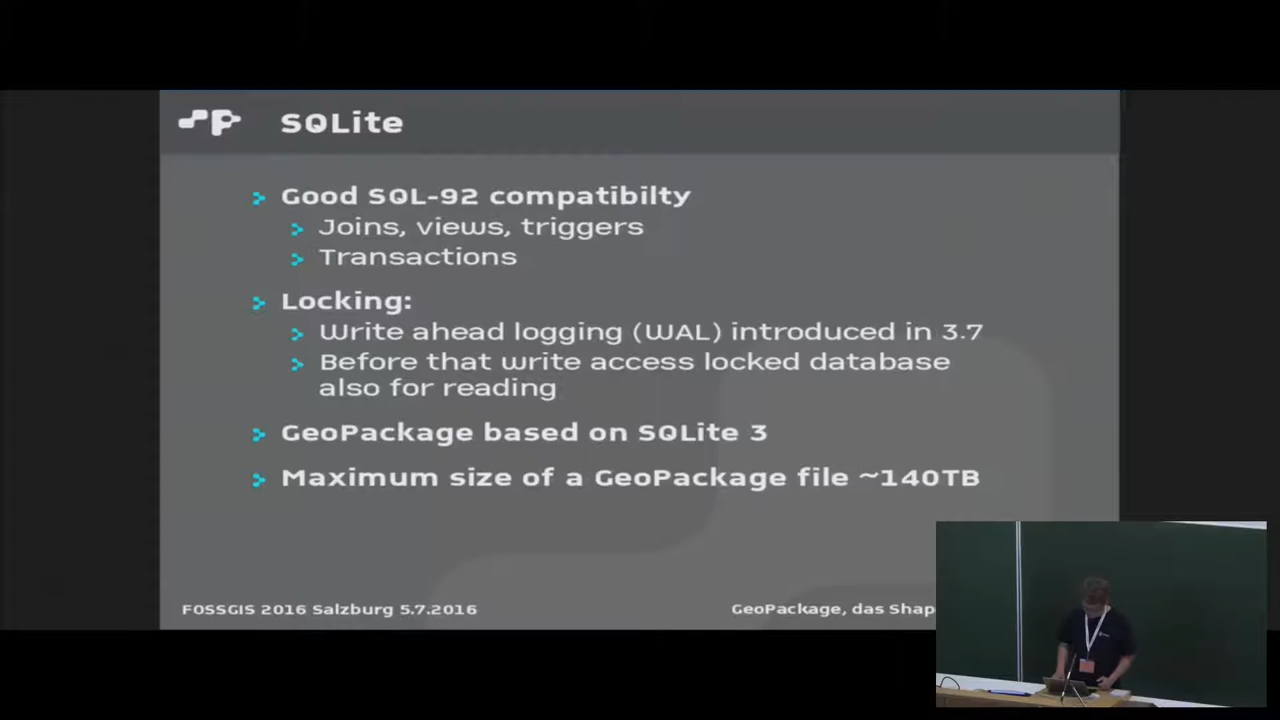 SQLite
Good SQL-92 compatibilty
Joins, views, triggers
Transactions
Locking:
Write ahead logging (WAL) introduced in 3.7
Before that write access locked database
also for reading
GeoPackage based on SQLite 3
Maximum size of a GeoPackage file ~140TB
FOSSGIS 2016 Salzburg 5.7.2016
GeoPackage, das Shap